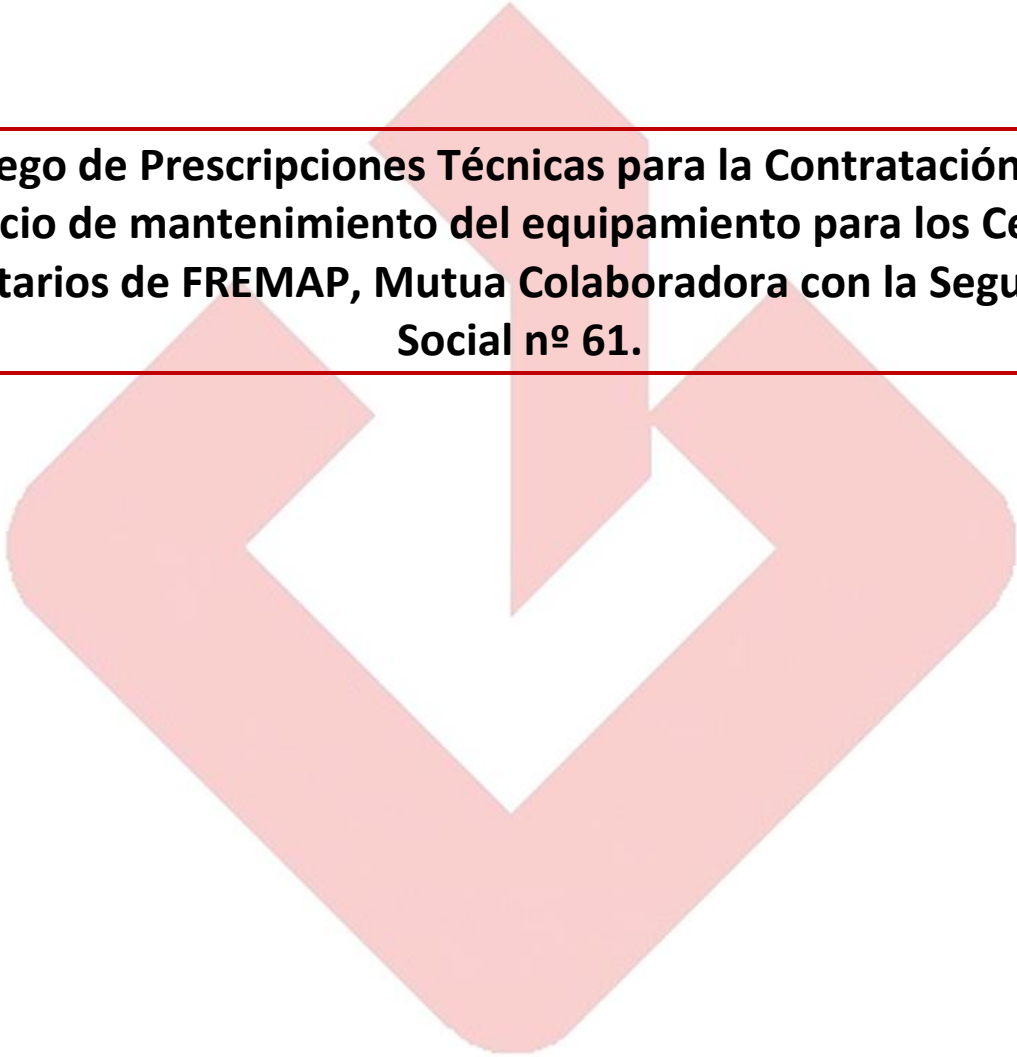 ego de Prescripciones Técnicas para la Contratación
cio de mantenimiento del equipamiento para los Ce
tarios de FREMAP, Mutua Colaboradora con la Segu
Social nº 61.